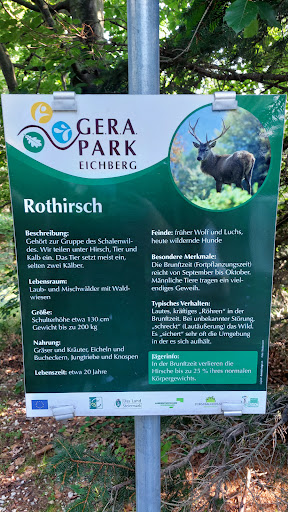 GERA
PARK
EICHBERG
Rothirsch
Beschreibung:
Gehört zur Gruppe des Schalenwil-
des. Wir teilen unter Hirsch, Tier und
Kalb ein. Das Tier setzt meist ein,
selten zwei Kälber.
Lebensraum:
Laub- und Mischwälder mit Wald-
wiesen
Größe:
Schulterhöhe etwa 130 cm
Gewicht bis zu 200 kg
Nahrung:
Gräser und Kräuter, Eicheln und
Bucheckern, Jungtriebe und Knospen
Lebenszeit: etwa 20 Jahre
Feinde: früher Wolf und Luchs,
heute wildernde Hunde
Besondere Merkmale:
Die Brunftzeit (Fortpflanzungszeit)
reicht von September bis Oktober.
Männliche Tiere tragen ein viel-
endiges Geweih.
Typisches Verhalten:
Lautes, kräftiges „Röhren" in der
Brunftzeit. Bei unbekannter Störung,
„schreckt" (Lautäußerung) das Wild.
Es „sichert" sehr oft die Umgebung
in der es sich aufhält.
Jägerinfo:
In der Brunftzeit verlieren die
Hirsche bis zu 25 % ihres normalen
Körpergewichts.